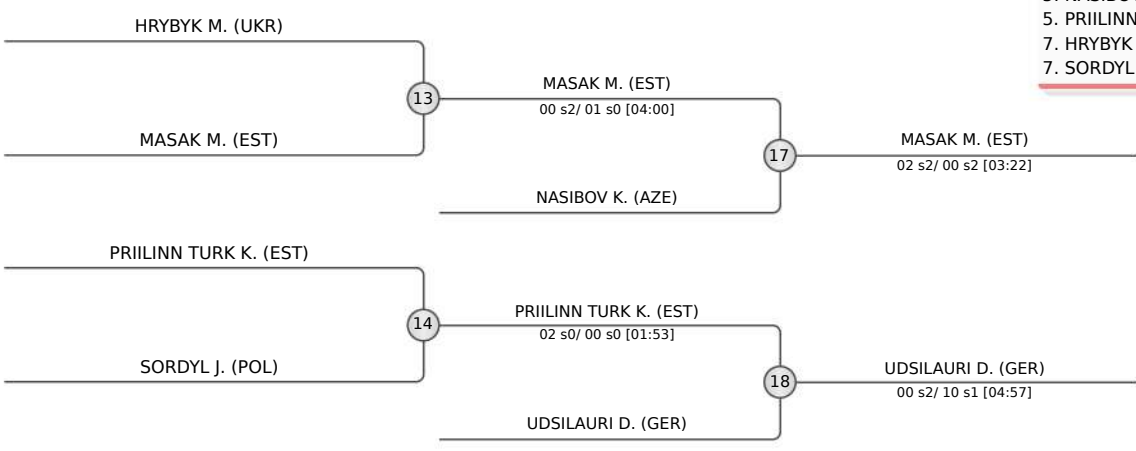 HRYBYK M. (UKR)
5. PRIILINN
7. HRYBYK
7. SORDYL
MASAK M. (EST)
13
00 s2/ 01 s0 [04:00]
MASAK M. (EST)
MASAK M. (EST)
17
02 s2/ 00 s2 [03:22]
NASIBOV K. (AZE)
PRIILINN TURK K. (EST)
PRIILINN TURK K. (EST)
14
02 s0/ 00 s0 [01:53]
SORDYL J. (POL)
UDSILAURI D. (GER)
18
00 s2/ 10 s1 [04:57]
UDSILAURI D. (GER)